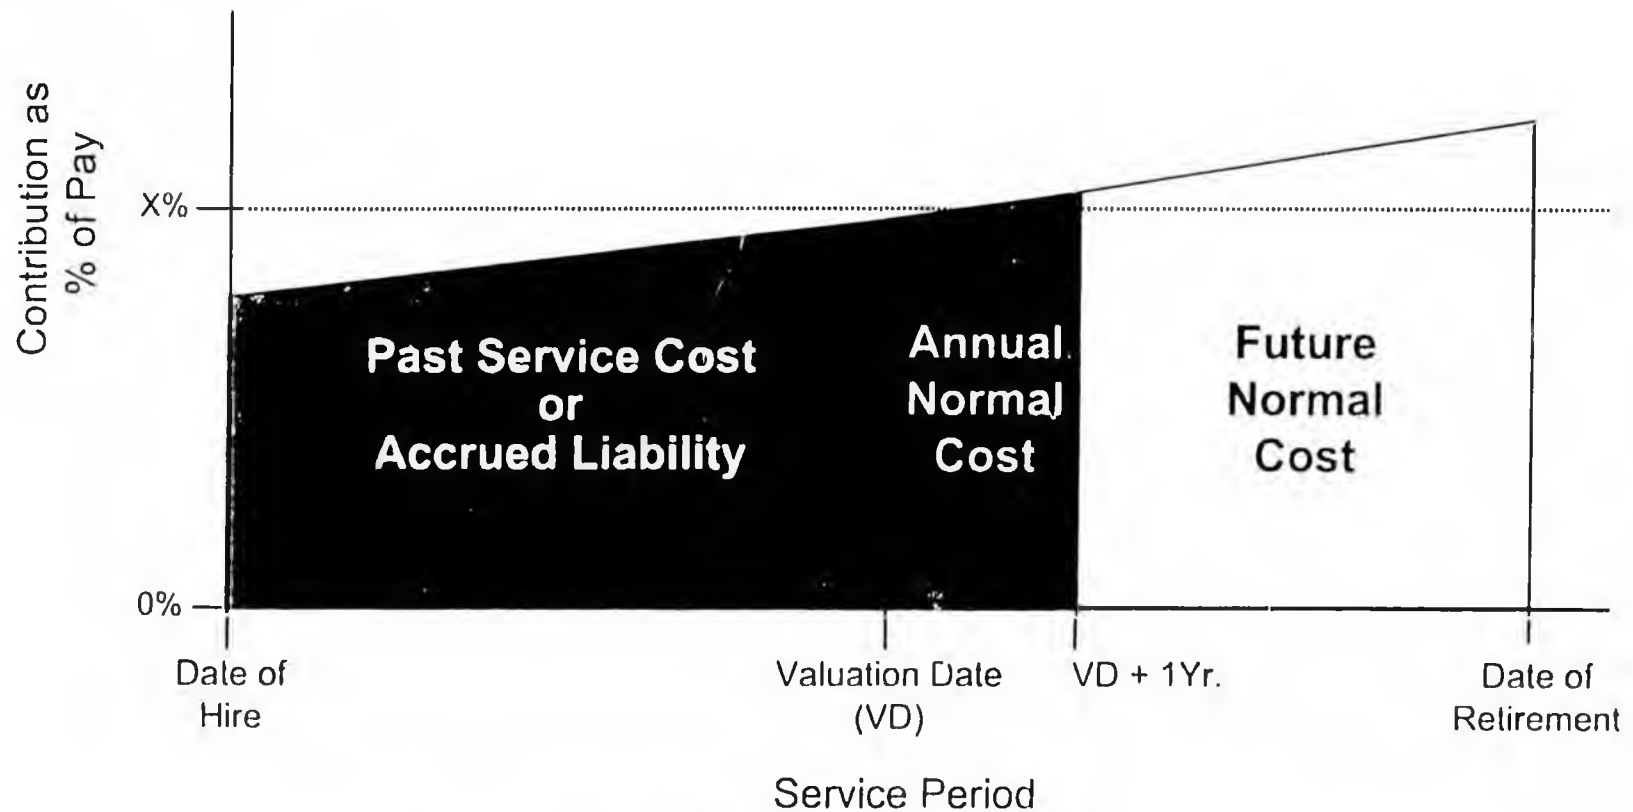 Contribution as
% of Pay
X%
0%
Past Service Cost
or
Accrued Liability
Annual
Normal
Cost
Future
Normal
Cost
Date of
Hire
Valuation Date
(VD)
VD + 1Yr.
Date of
Retirement
Service Period